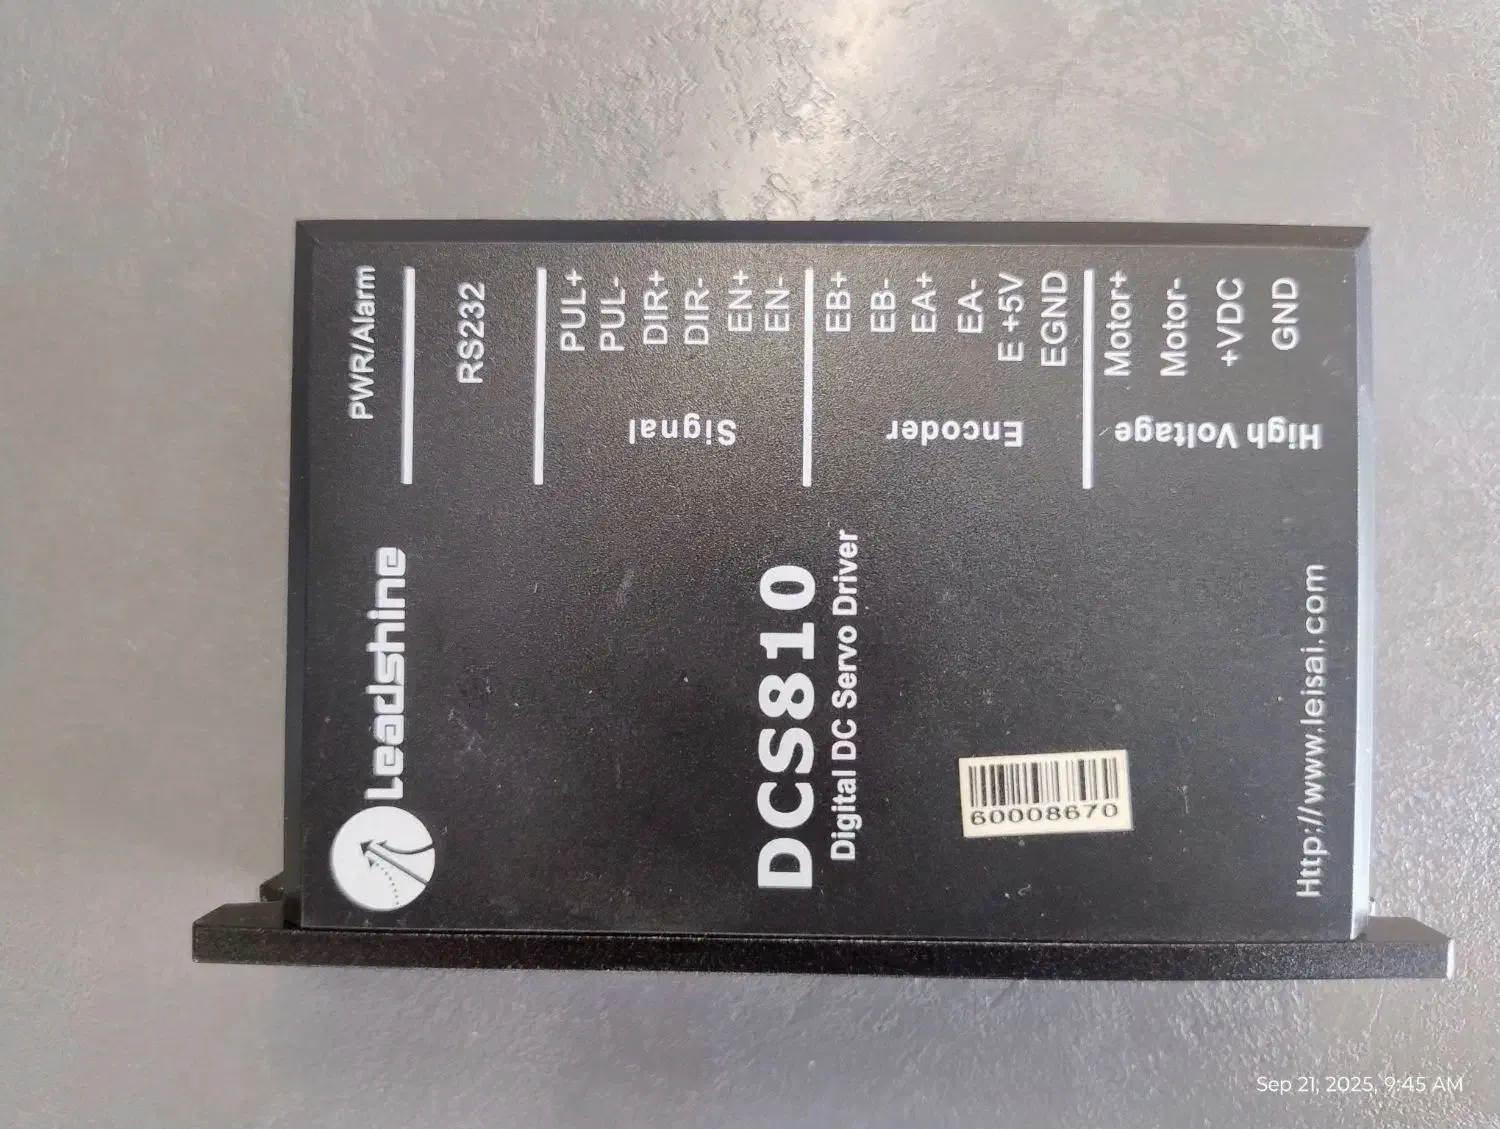 Leadshine
PWR/Alarm
RS232
PUL+
PUL-
DIR+
DIR-
EN+
EN-
Signal
EB+
EB-
EA+
EA-
E +5V
EGND
Encoder
Motor+
Motor-
+VDC
GND
High Voltage
DCS810
Digital DC Servo Driver
60008670
Http://www.leisai.com
Sep 21, 2025, 9:45 AM